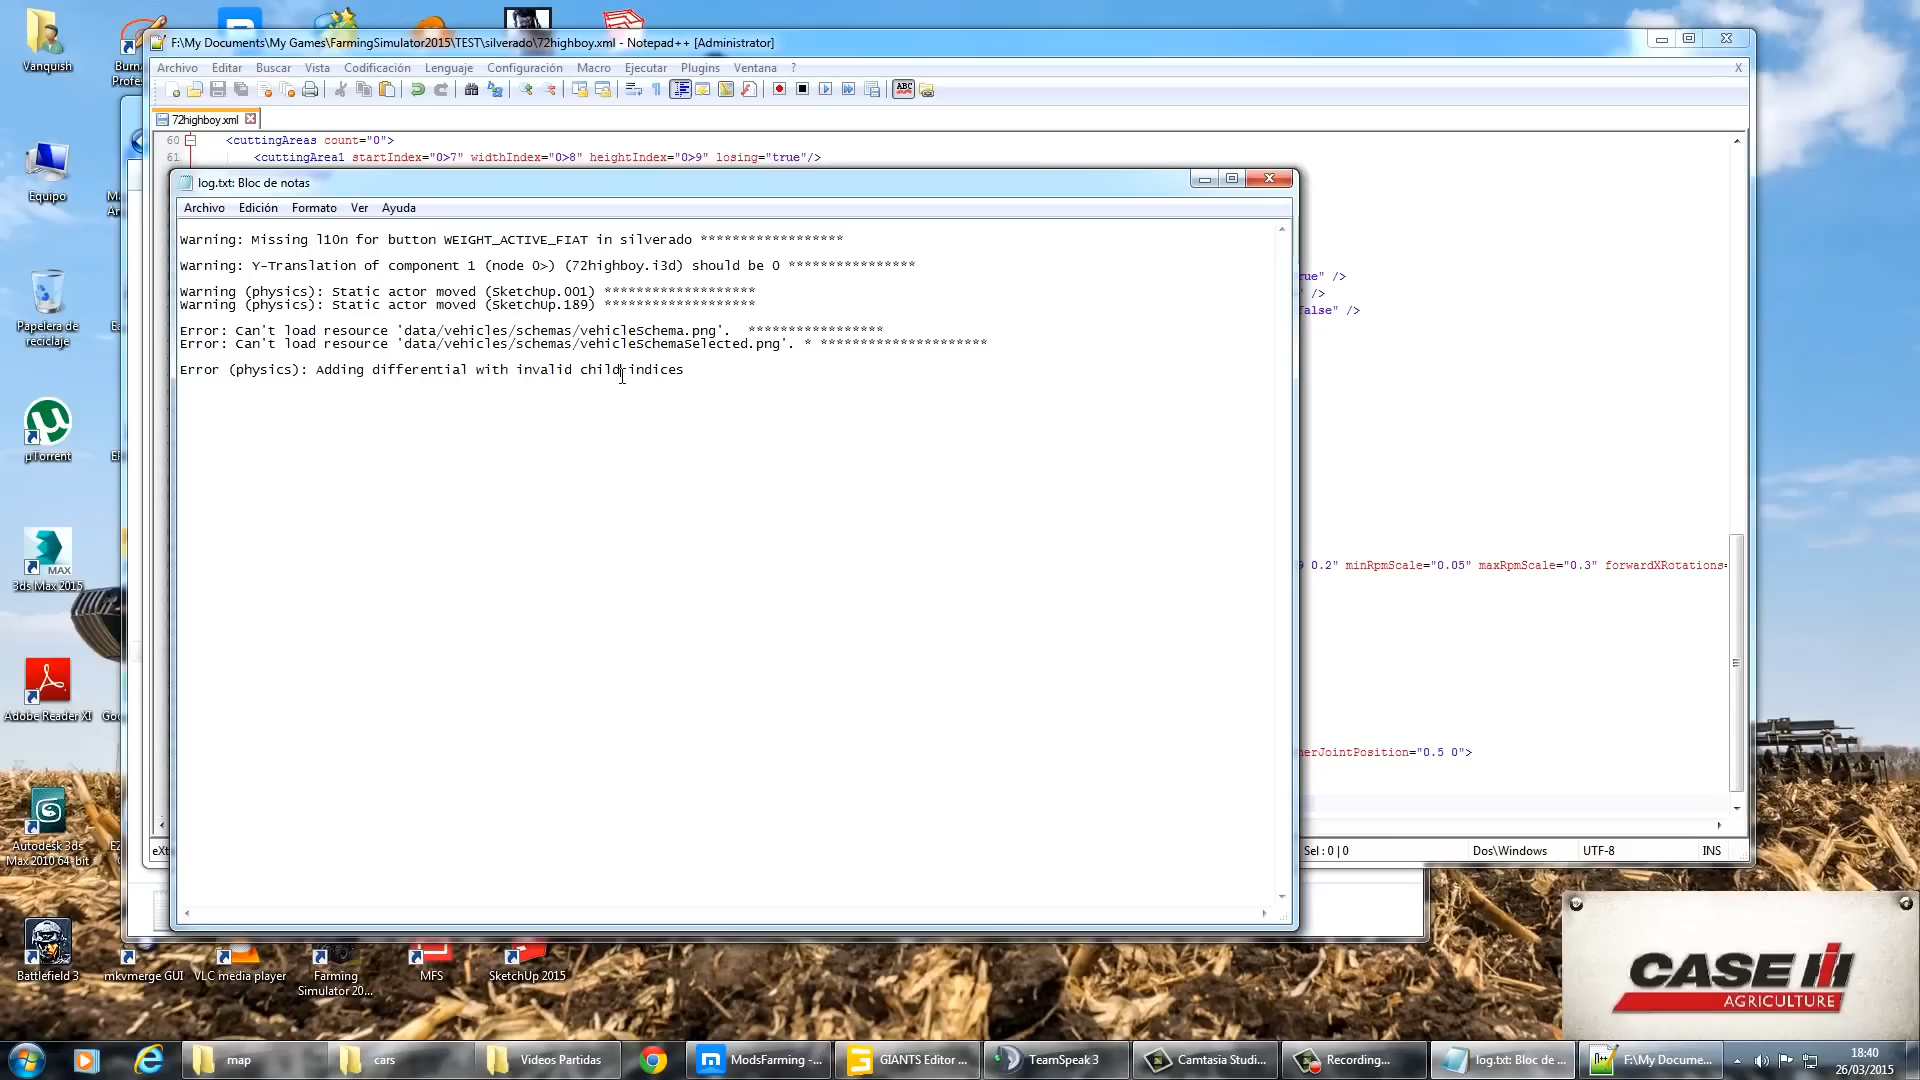 Vanquish
Equipo
Papelera de
reciclaje
µTorrent
MAX
3ds Max 2015
Adobe Reader XI
Autodesk 3ds
Max 2010 64-bit
Battlefield 3
mkvmerge GUI
VLC media player
Farming
Simulator 20...
MFS
SketchUp 2015
F:\My Documents\My Games\FarmingSimulator2015\TEST\silverado\72highboy.xml - Notepad++ [Administrator]
Archivo Editar Buscar Vista Codificación Lenguaje Configuración Macro Ejecutar Plugins Ventana ?
72highboy.xml
60 <cuttingAreas count="0">
61 <cuttingArea1 startIndex="0>7" widthIndex="0>8" heightIndex="0>9" losing="true"/>
log.txt: Bloc de notas
Archivo Edición Formato Ver Ayuda
Warning: Missing l10n for button WEIGHT_ACTIVE_FIAT in silverado ******************
Warning: Y-Translation of component 1 (node 0>) (72highboy.i3d) should be 0 ****************
Warning (physics): Static actor moved (SketchUp.001) *******************
Warning (physics): Static actor moved (SketchUp.189) *******************
Error: Can't load resource 'data/vehicles/schemas/vehicleSchema.png'.  *****************
Error: Can't load resource 'data/vehicles/schemas/vehicleSchemaSelected.png'. * *********************
Error (physics): Adding differential with invalid child indices
rue" />
" />
false" />
0.2" minRpmScale="0.05" maxRpmScale="0.3" forwardXRotations=
herJointPosition="0.5 0">
Sel : 0 | 0 Dos\Windows UTF-8 INS
CASE IH
AGRICULTURE
map cars Videos Partidas ModsFarming -... GIANTS Editor ... TeamSpeak 3 Camtasia Studi... Recording... log.txt: Bloc de ... F:\My Docume...
18:40
26/03/2015